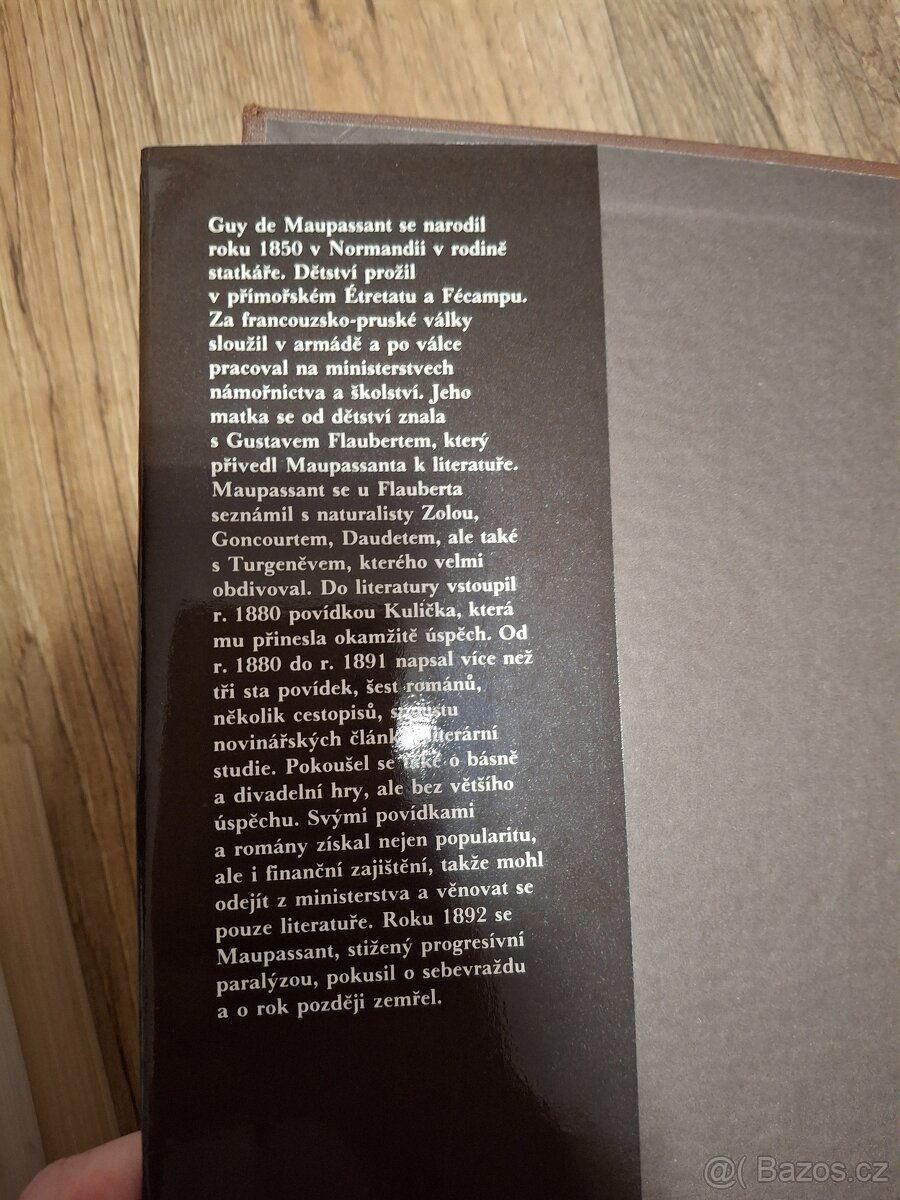 Guy de Maupassant se narodil
roku 1850 v Normandii v rodině
statkáře. Dětství prožil
v přímořském Étretatu a Fécampu.
Za francouzsko-pruské války
sloužil v armádě a po válce
pracoval na ministerstvech
námořnictva a školství. Jeho
matka se od dětství znala
s Gustavem Flaubertem, který
přivedl Maupassanta k literatuře.
Maupassant se u Flauberta
seznámil s naturalisty Zolou,
Goncourtem, Daudetem, ale také
s Turgeněvem, kterého velmi
obdivoval. Do literatury vstoupil
r. 1880 povídkou Kulička, která
mu přinesla okamžitě úspěch. Od
r. 1880 do r. 1891 napsal více než
tři sta povídek, šest románů,
několik cestopisů,
novinářských literární
studie. Pokoušel se také o básně
a divadelní hry, ale bez většího
úspěchu. Svými povídkami
a romány získal nejen popularitu,
ale i finanční zajištění, takže mohl
odejít z ministerstva a věnovat se
pouze literatuře. Roku 1892 se
Maupassant, stižený progresívní
paralýzou, pokusil o sebevraždu
a o rok později zemřel.
@( Bazos.cz